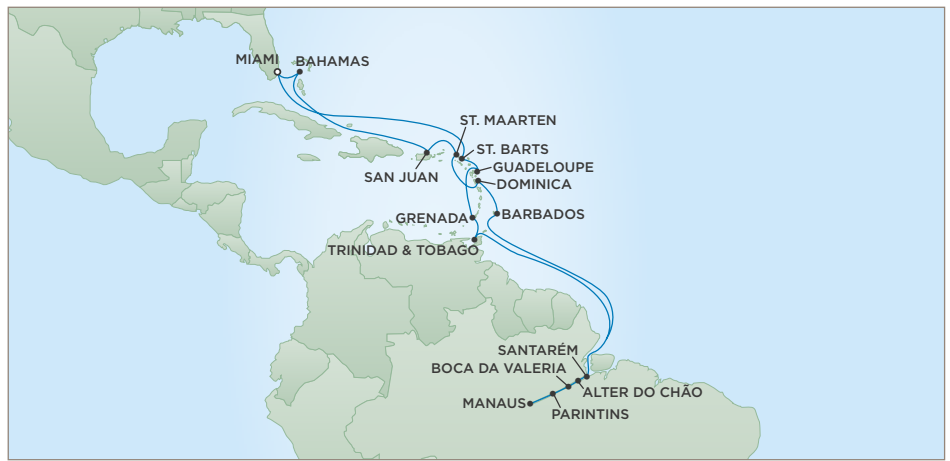 MIAMI
BAHAMAS
ST. MAARTEN
ST. BARTS
GUADELOUPE
SAN JUAN
DOMINICA
GRENADA
BARBADOS
TRINIDAD & TOBAGO
SANTARÉM
BOCA DA VALERIA
ALTER DO CHÃO
MANAUS
PARINTINS